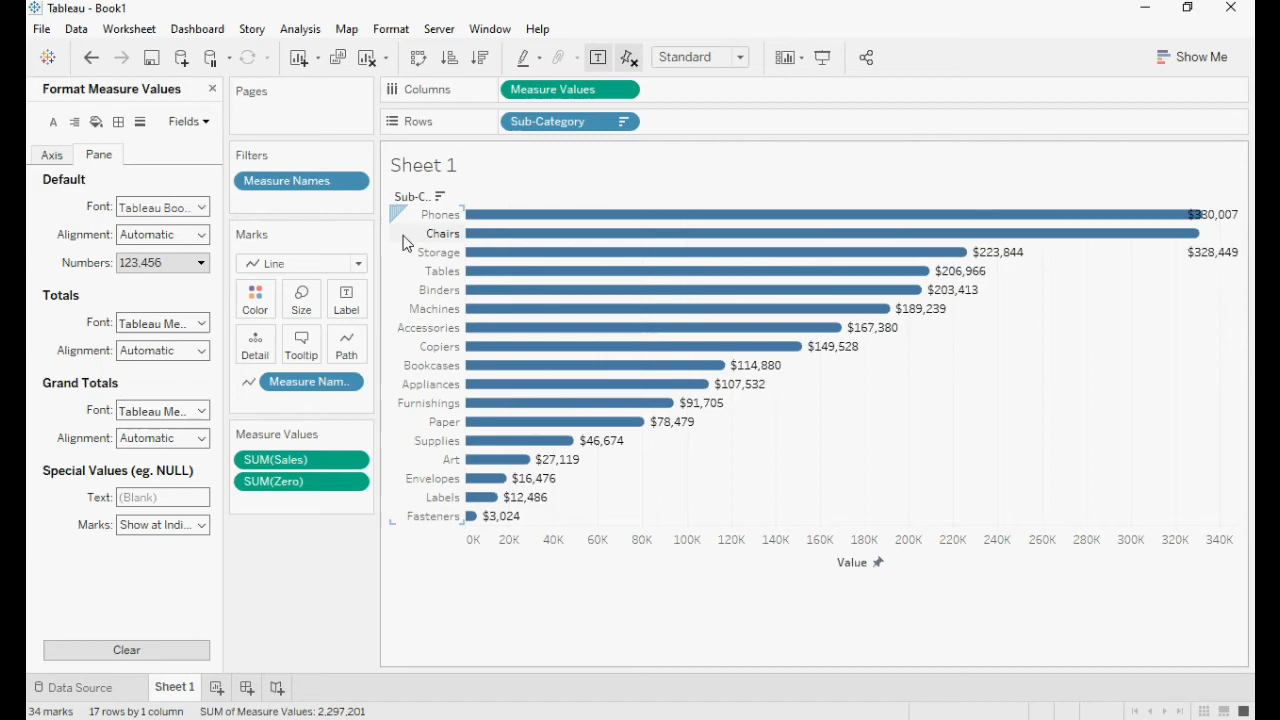 Tableau - Book1
File Data Worksheet Dashboard Story Analysis Map Format Server Window Help
Standard
Show Me
Format Measure Values
Fields
Axis Pane
Default
Font: Tableau Boo..
Alignment: Automatic
Numbers: 123,456
Totals
Font: Tableau Me..
Alignment: Automatic
Grand Totals
Font: Tableau Me..
Alignment: Automatic
Special Values (eg. NULL)
Text: (Blank)
Marks: Show at Indi...
Clear
Pages
Filters
Measure Names
Marks
Line
Color Size Label
Detail Tooltip Path
Measure Nam..
Measure Values
SUM(Sales)
SUM(Zero)
Columns Measure Values
Rows Sub-Category
Sheet 1
Sub-C..
Phones $330,007
Chairs
Storage $223,844 $328,449
Tables $206,966
Binders $203,413
Machines $189,239
Accessories $167,380
Copiers $149,528
Bookcases $114,880
Appliances $107,532
Furnishings $91,705
Paper $78,479
Supplies $46,674
Art $27,119
Envelopes $16,476
Labels $12,486
Fasteners $3,024
0K 20K 40K 60K 80K 100K 120K 140K 160K 180K 200K 220K 240K 260K 280K 300K 320K 340K
Value
Data Source Sheet 1
34 marks 17 rows by 1 column SUM of Measure Values: 2,297,201